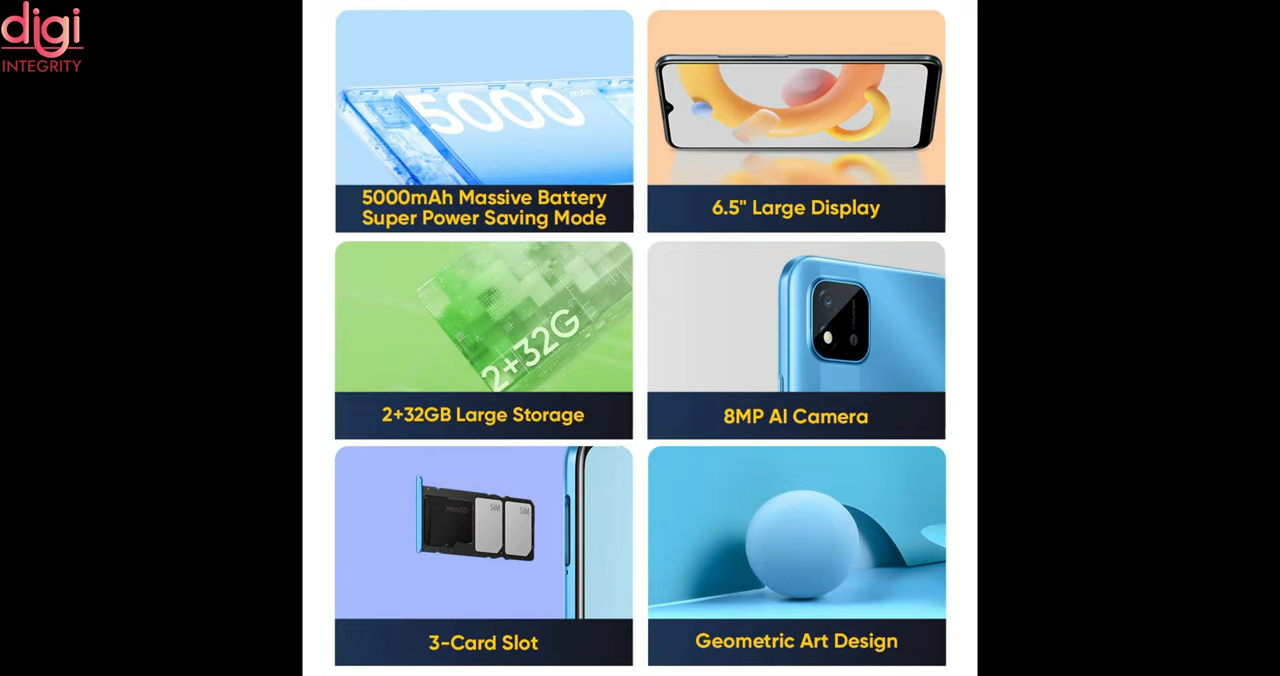 digi
INTEGRITY
5000 mAh
5000mAh Massive Battery
Super Power Saving Mode
6.5" Large Display
2+32G
2+32GB Large Storage
8MP AI Camera
microSD
SIM
SIM
3-Card Slot
Geometric Art Design